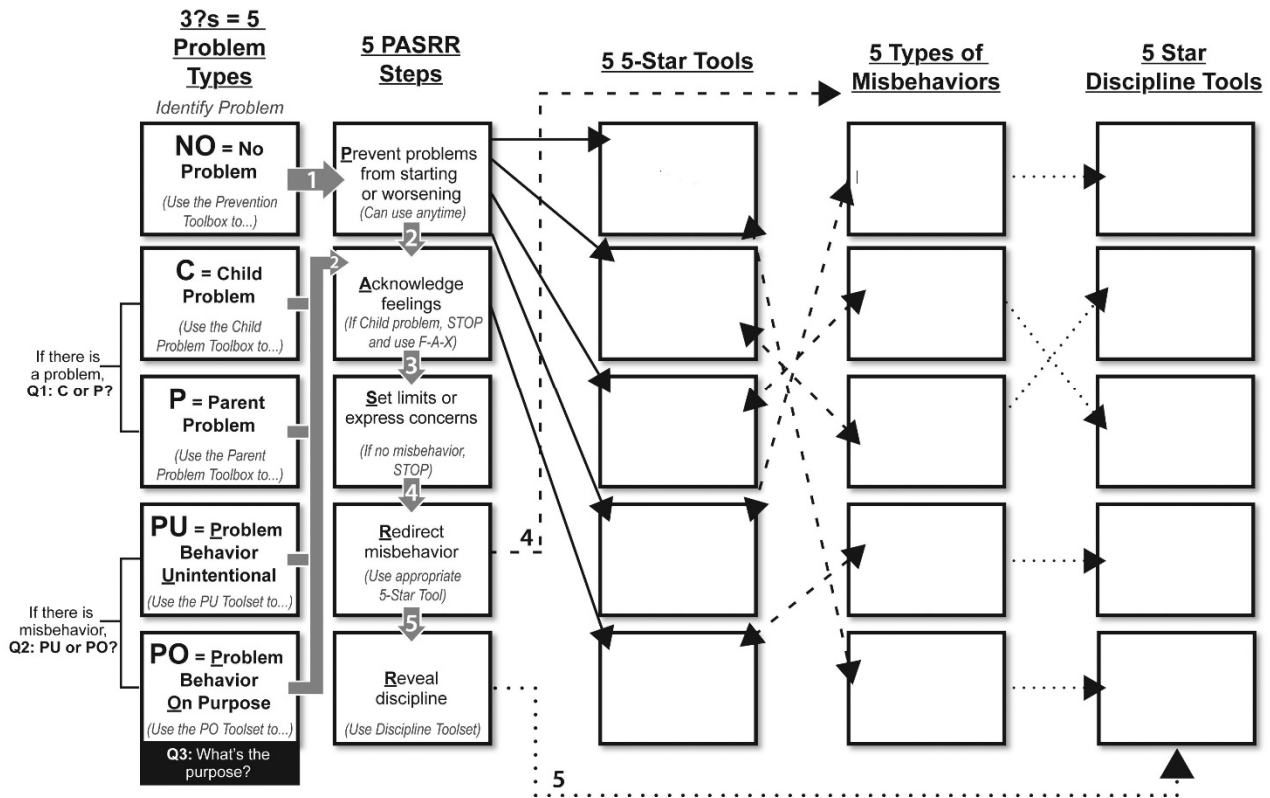 3?s = 5
Problem
Types
Identify Problem
NO = No
Problem
(Use the Prevention
Toolbox to...)
C = Child
Problem
(Use the Child
Problem Toolbox to...)
P = Parent
Problem
(Use the Parent
Problem Toolbox to...)
PU = Problem
Behavior
Unintentional
(Use the PU Toolset to...)
PO = Problem
Behavior
On Purpose
(Use the PO Toolset to...)
Q3: What's the
purpose?
If there is
a problem,
Q1: C or P?
If there is
misbehavior,
Q2: PU or PO?
1
2
5 PASRR
Steps
Prevent problems
from starting
or worsening
(Can use anytime)
2
Acknowledge
feelings
(If Child problem, STOP
and use F-A-X)
3
Set limits or
express concerns
(If no misbehavior,
STOP)
4
Redirect
misbehavior
(Use appropriate
5-Star Tool)
5
Reveal
discipline
(Use Discipline Toolset)
4
5
5 5-Star Tools
5 Types of
Misbehaviors
5 Star
Discipline Tools